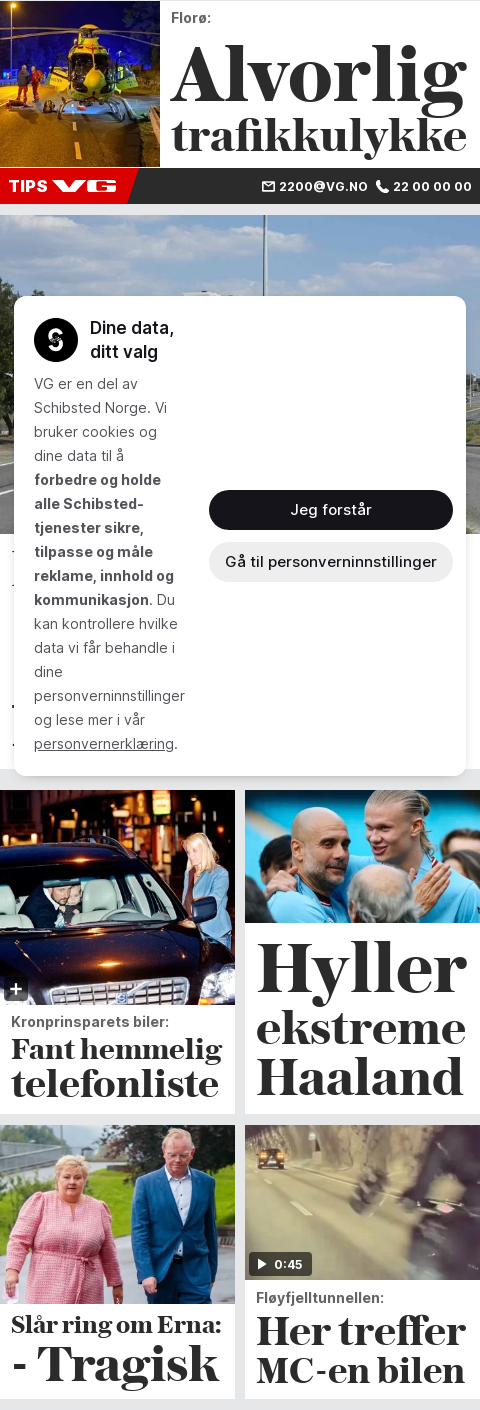 Florø:
Alvorlig
trafikkulykke
TIPS VG
2200@VG.NO 22 00 00 00
Dine data,
ditt valg
VG er en del av
Schibsted Norge. Vi
bruker cookies og
dine data til å
forbedre og holde
alle Schibsted-
tjenester sikre,
tilpasse og måle
reklame, innhold og
kommunikasjon. Du
kan kontrollere hvilke
data vi får behandle i
dine
personverninnstillinger
og lese mer i vår
personvernerklæring.
Jeg forstår
Gå til personverninnstillinger
Kronprinsparets biler:
Fant hemmelig
telefonliste
Hyller
ekstreme
Haaland
Slår ring om Erna:
- Tragisk
0:45
Fløyfjelltunnellen:
Her treffer
MC-en bilen